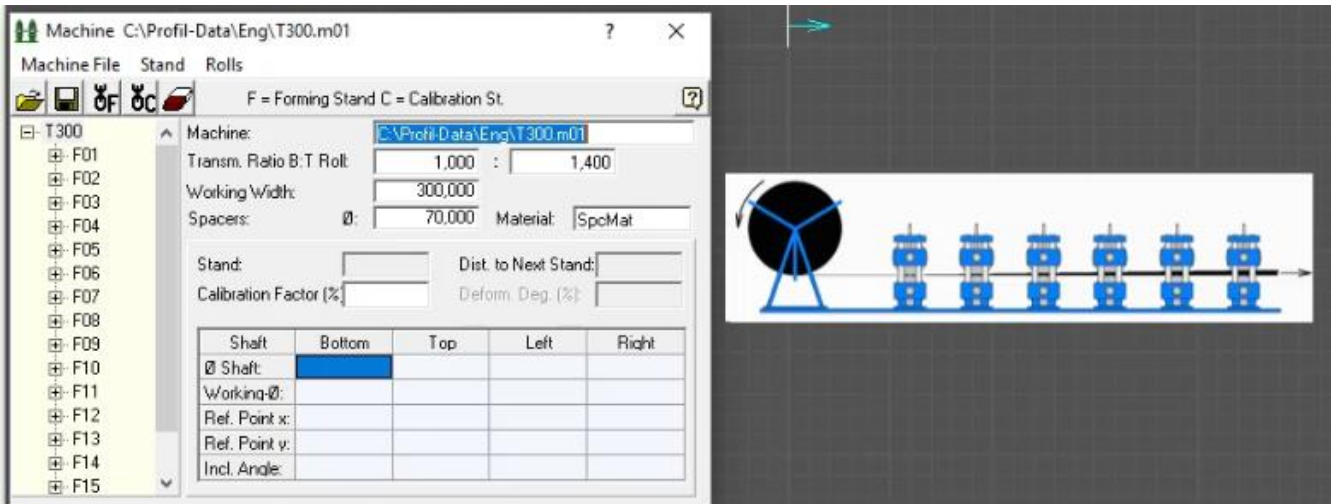 Machine C:\Profil-Data\Eng\T300.m01 ? ×
Machine File Stand Rolls
F C F = Forming Stand C = Calibration St. ?
T300
F01
F02
F03
F04
F05
F06
F07
F08
F09
F10
F11
F12
F13
F14
F15
Machine: C:\Profil-Data\Eng\T300.m01
Transm. Ratio B:T Roll: 1,000 : 1,400
Working Width: 300,000
Spacers: Ø: 70,000 Material: SpcMat
Stand: Dist. to Next Stand:
Calibration Factor (%) Deform. Deg. (%):
Shaft Bottom Top Left Right
Ø Shaft:
Working-Ø:
Ref. Point x:
Ref. Point y:
Incl. Angle: